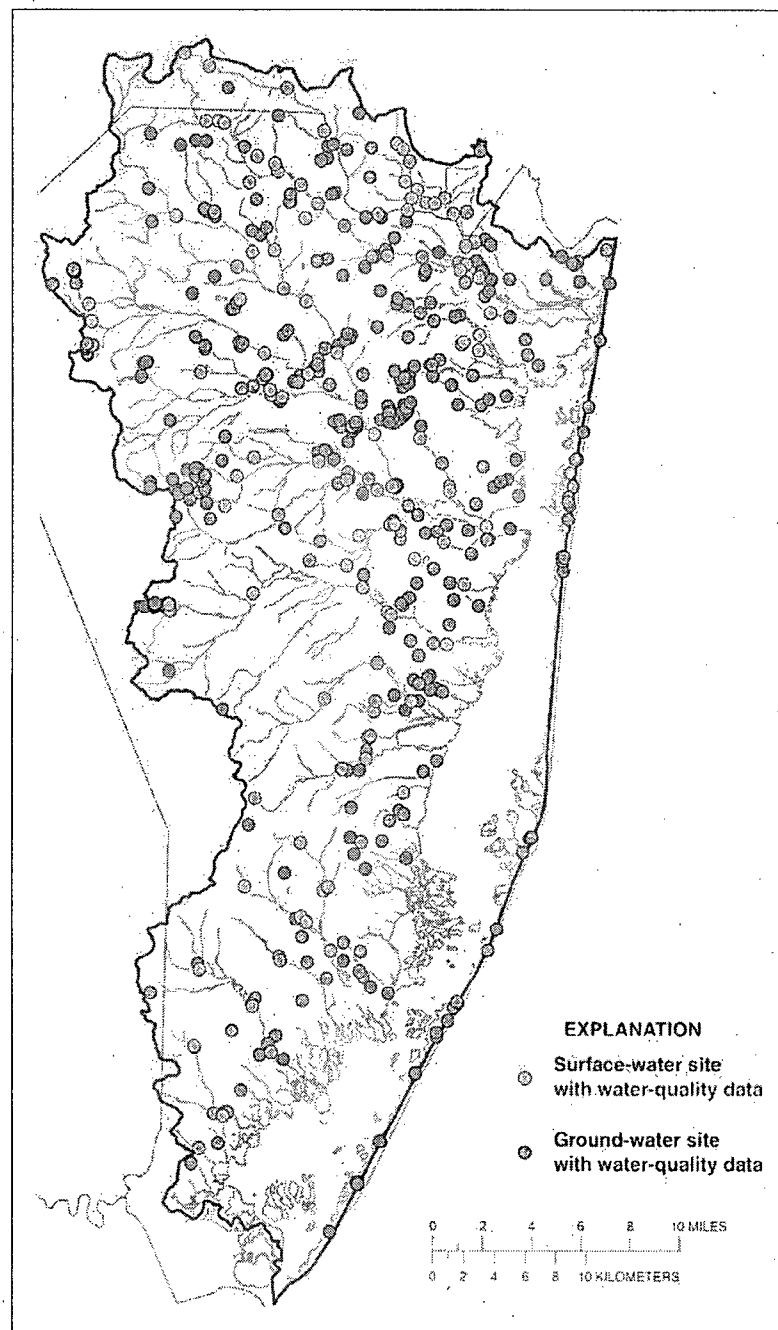 EXPLANATION
Surface-water site
with water-quality data
Ground-water site
with water-quality data
0 2 4 6 8 10 MILES
0 2 4 6 8 10 KILOMETERS